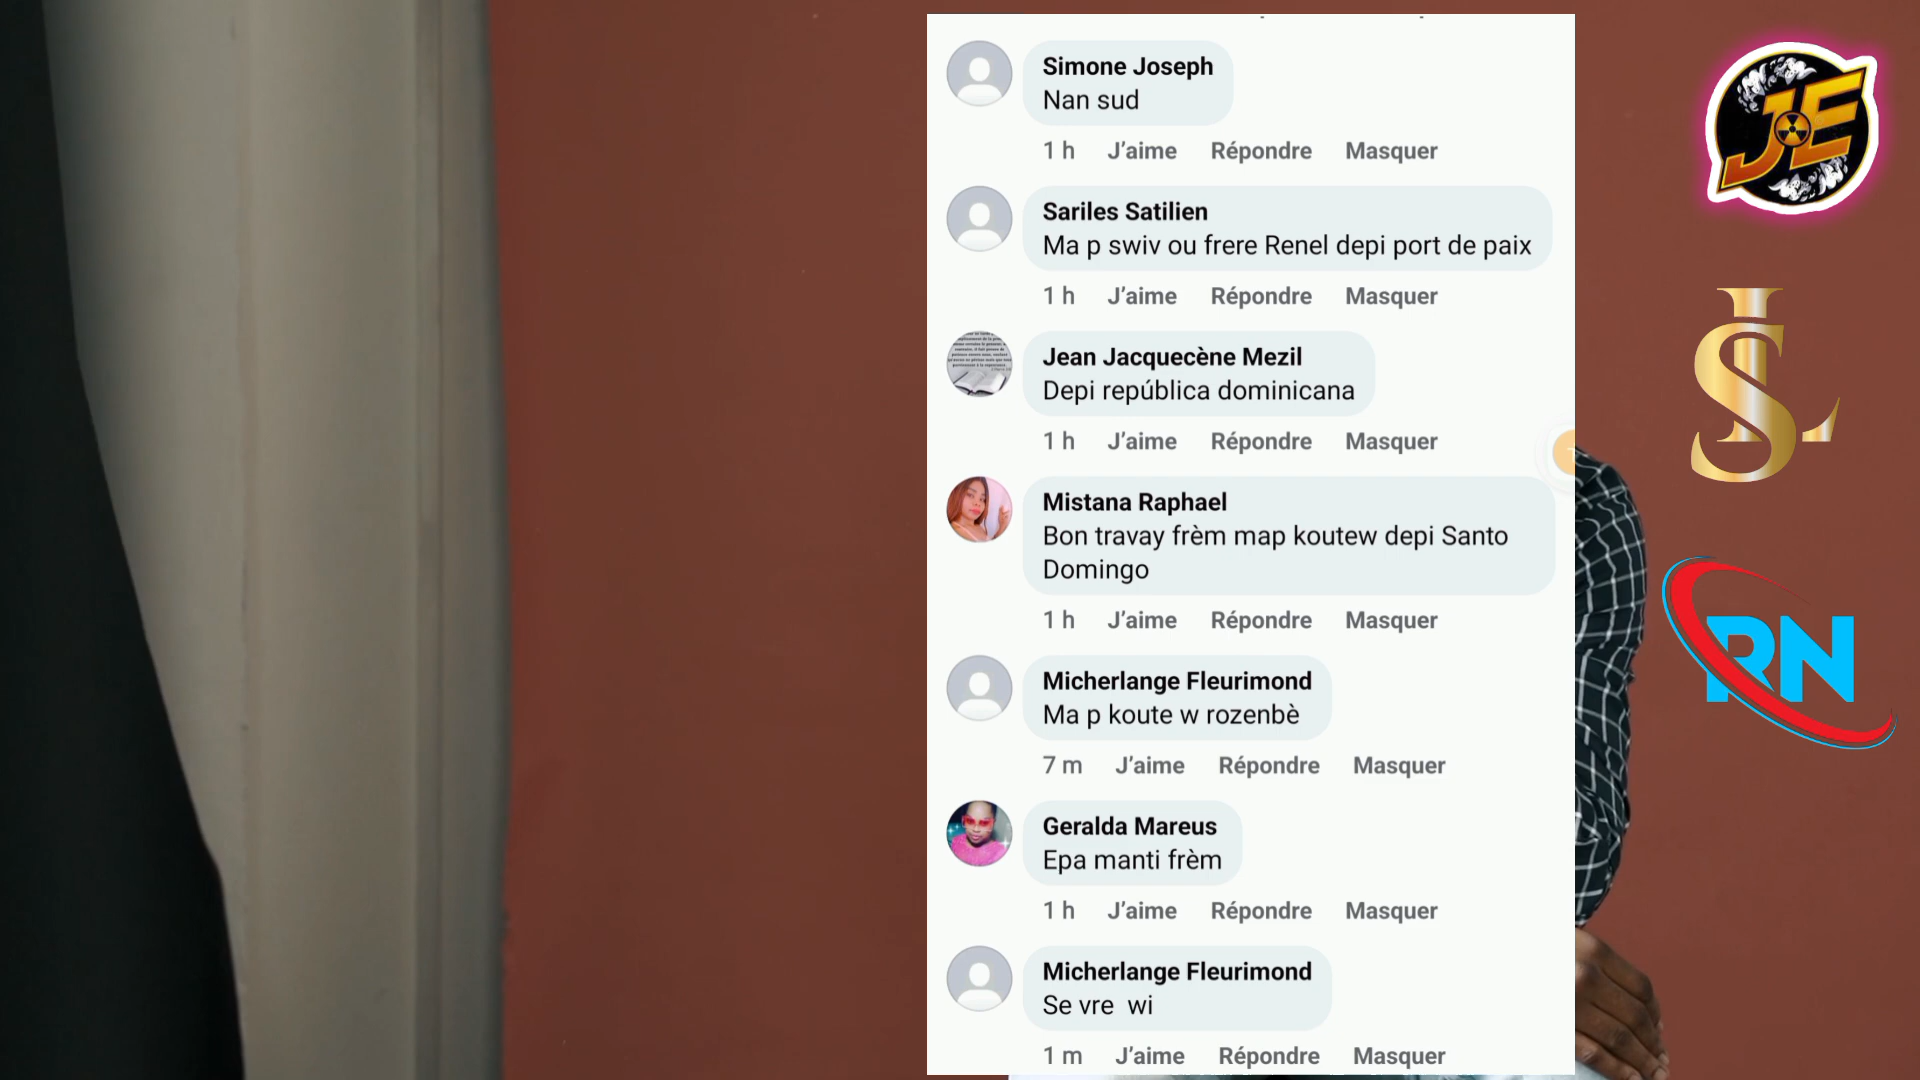 Simone Joseph
Nan sud
1 h J’aime Répondre Masquer
Sariles Satilien
Ma p swiv ou frere Renel depi port de paix
1 h J’aime Répondre Masquer
Jean Jacquecène Mezil
Depi república dominicana
1 h J’aime Répondre Masquer
Mistana Raphael
Bon travay frèm map koutew depi Santo
Domingo
1 h J’aime Répondre Masquer
Micherlange Fleurimond
Ma p koute w rozenbè
7 m J’aime Répondre Masquer
Geralda Mareus
Epa manti frèm
1 h J’aime Répondre Masquer
Micherlange Fleurimond
Se vre  wi
1 m J’aime Répondre Masquer
JE
LS
RN